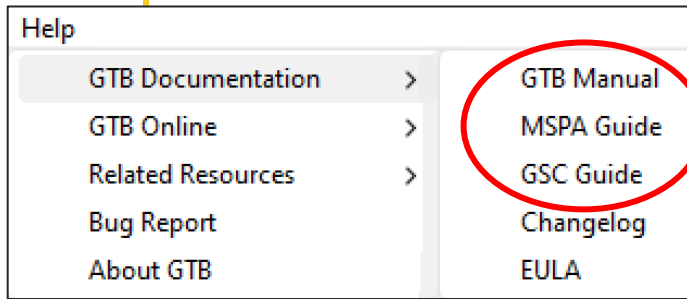 Help
GTB Documentation > GTB Manual
GTB Online > MSPA Guide
Related Resources > GSC Guide
Bug Report Changelog
About GTB EULA